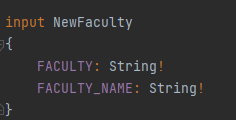 input NewFaculty
{
FACULTY: String!
FACULTY_NAME: String!
}